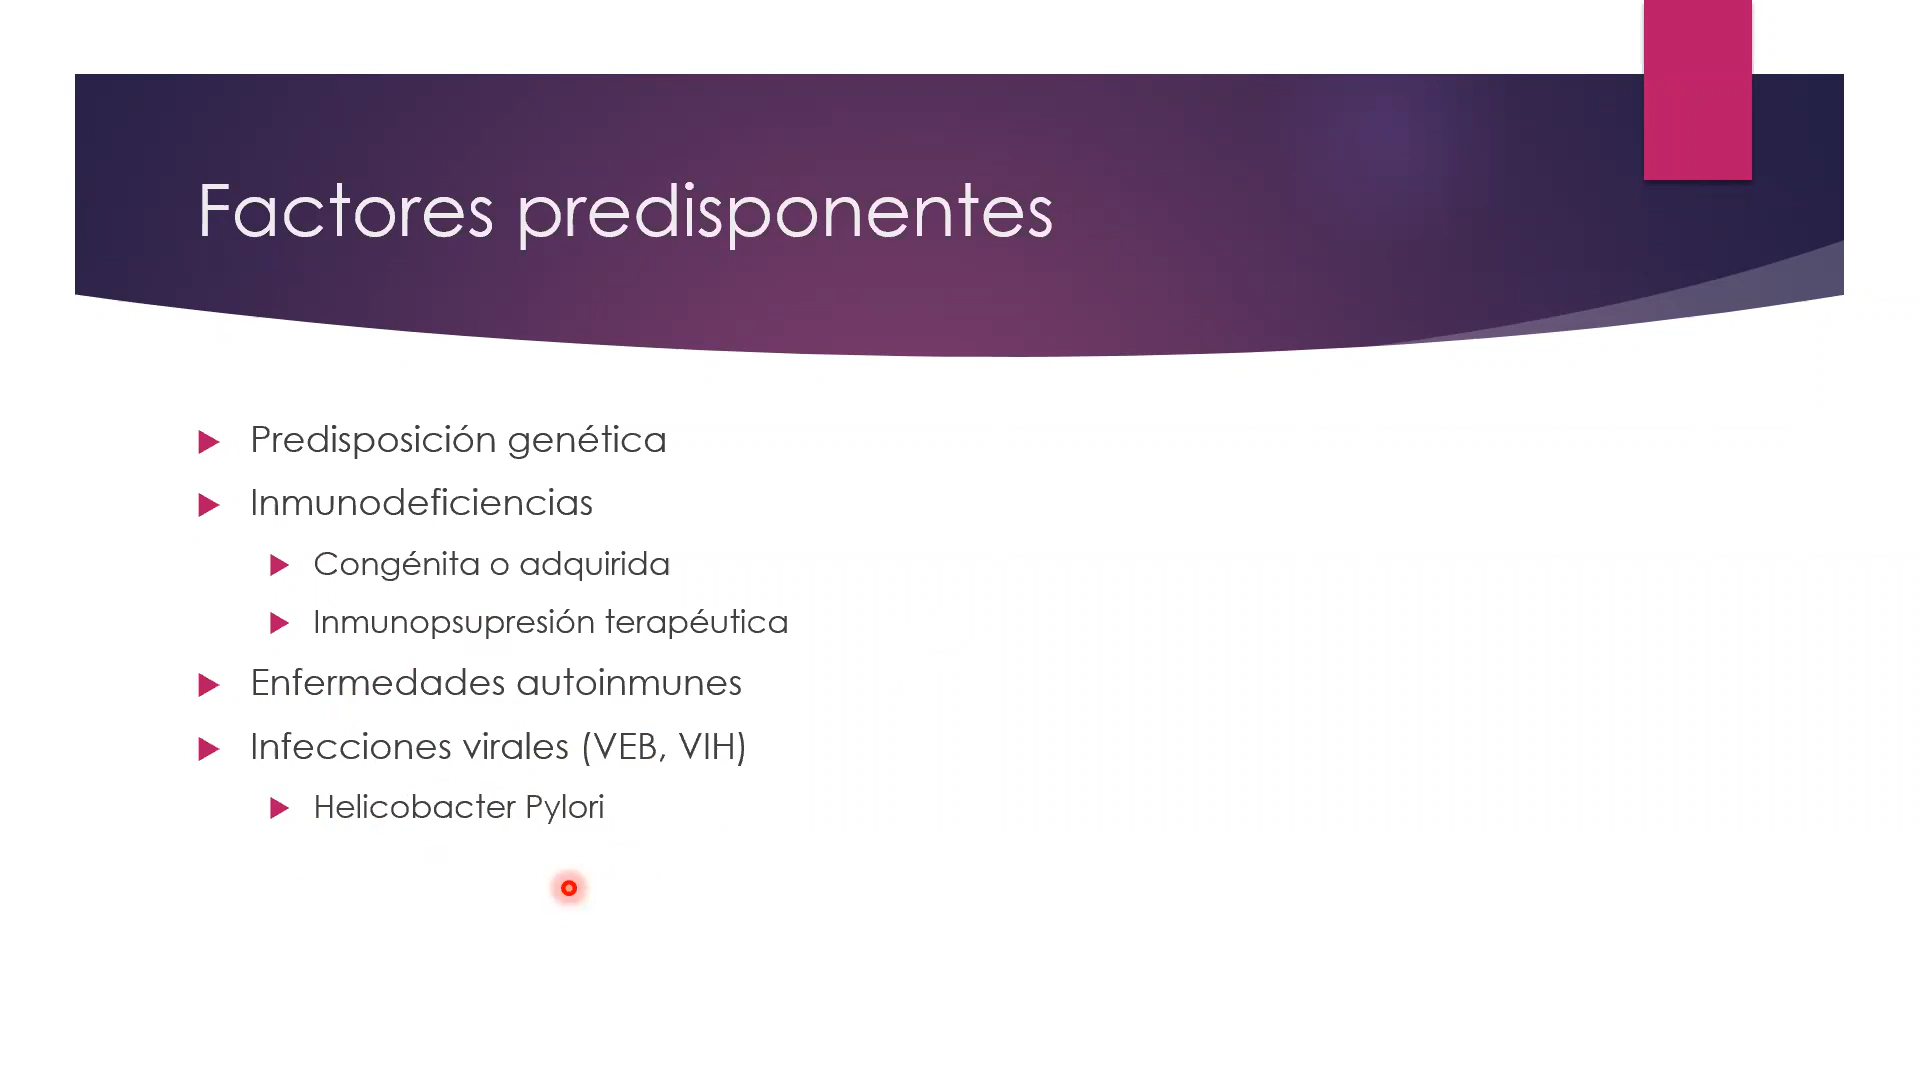 Factores predisponentes
Predisposición genética
Inmunodeficiencias
Congénita o adquirida
Inmunopsupresión terapéutica
Enfermedades autoinmunes
Infecciones virales (VEB, VIH)
Helicobacter Pylori